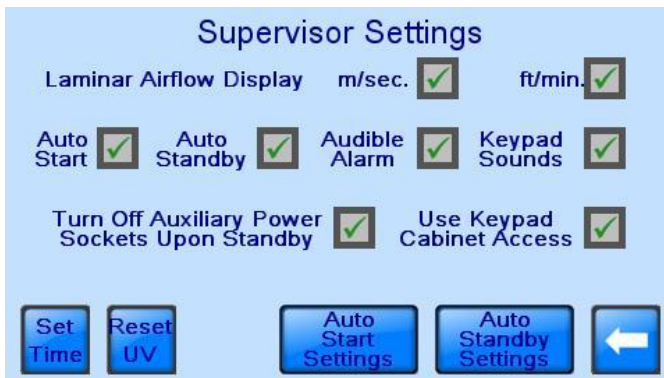 Supervisor Settings
Laminar Airflow Display m/sec. ft/min.
Auto Start Auto Standby Audible Alarm Keypad Sounds
Turn Off Auxiliary Power Sockets Upon Standby Use Keypad Cabinet Access
Set Time Reset UV Auto Start Settings Auto Standby Settings